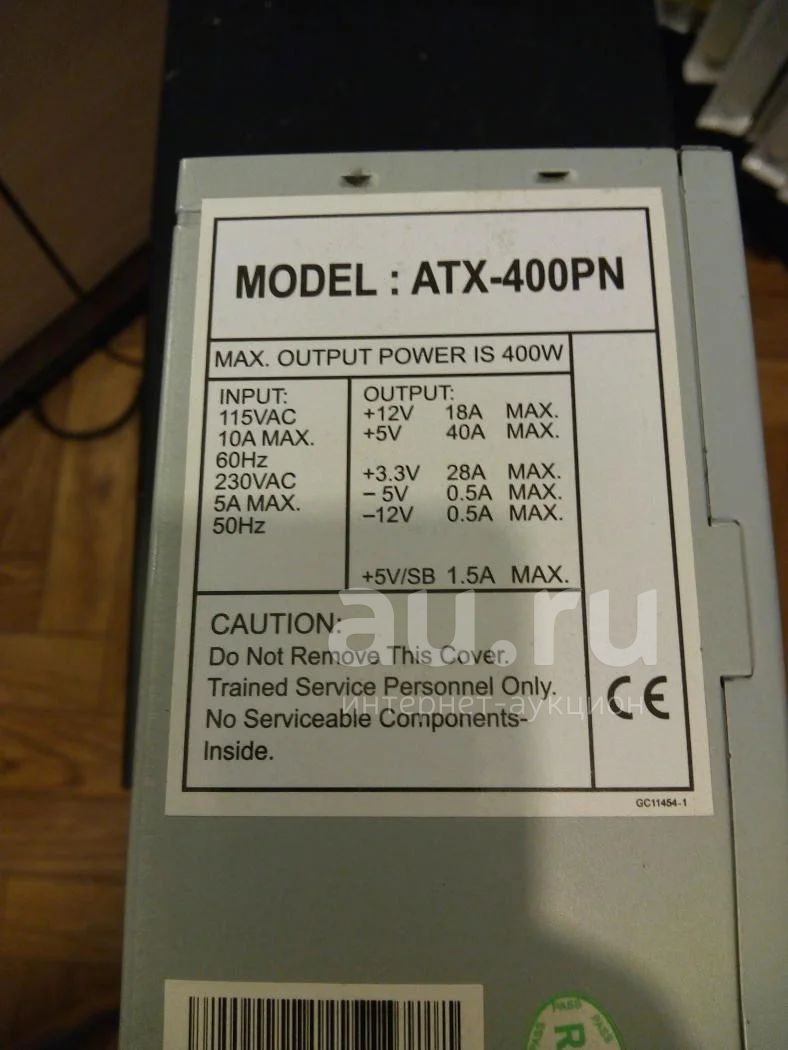 MODEL : ATX-400PN
MAX. OUTPUT POWER IS 400W
INPUT:
115VAC
10A MAX.
60Hz
230VAC
5A MAX.
50Hz
OUTPUT:
+12V 18A MAX.
+5V 40A MAX.
+3.3V 28A MAX.
– 5V 0.5A MAX.
–12V 0.5A MAX.
+5V/SB 1.5A MAX.
CAUTION:
Do Not Remove This Cover.
Trained Service Personnel Only.
No Serviceable Components-
Inside.
CE
GC11454-1
au.ru
интернет-аукцион
PASS
PASS
PASS
R